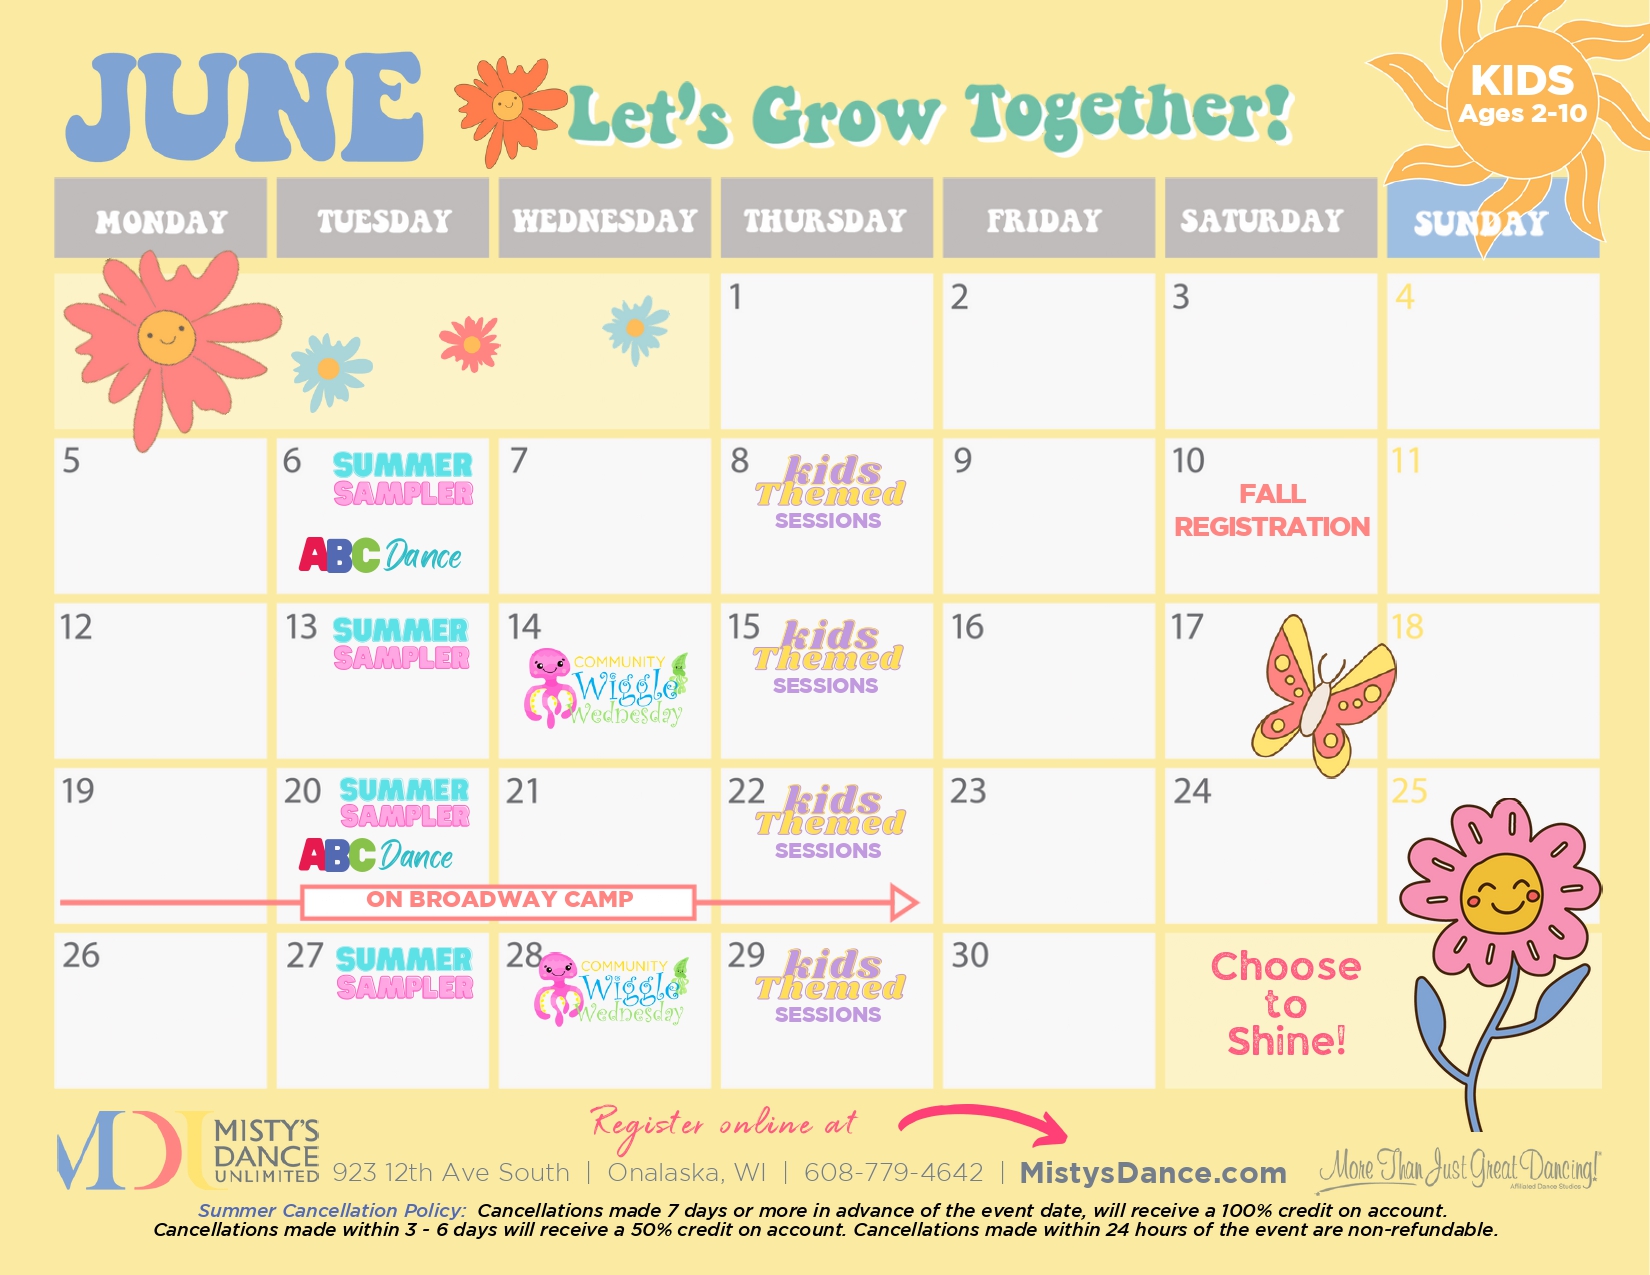 JUNE
Let's Grow Together!
KIDS
Ages 2-10
MONDAY
TUESDAY
WEDNESDAY
THURSDAY
FRIDAY
SATURDAY
SUNDAY
1
2
3
4
5
6
SUMMER
SAMPLER
ABC Dance
7
8
kids
Themed
SESSIONS
9
10
FALL
REGISTRATION
11
12
13
SUMMER
SAMPLER
14
COMMUNITY
Wiggle
Wednesday
15
kids
Themed
SESSIONS
16
17
18
19
20
SUMMER
SAMPLER
ABC Dance
21
22
kids
Themed
SESSIONS
23
24
25
ON BROADWAY CAMP
26
27
SUMMER
SAMPLER
28
COMMUNITY
Wiggle
Wednesday
29
kids
Themed
SESSIONS
30
Choose
to
Shine!
MDU
MISTY'S
DANCE
UNLIMITED
Register online at
923 12th Ave South | Onalaska, WI | 608-779-4642 | MistysDance.com
More Than Just Great Dancing!
Affiliated Dance Studios
Summer Cancellation Policy: Cancellations made 7 days or more in advance of the event date, will receive a 100% credit on account.
Cancellations made within 3 - 6 days will receive a 50% credit on account. Cancellations made within 24 hours of the event are non-refundable.